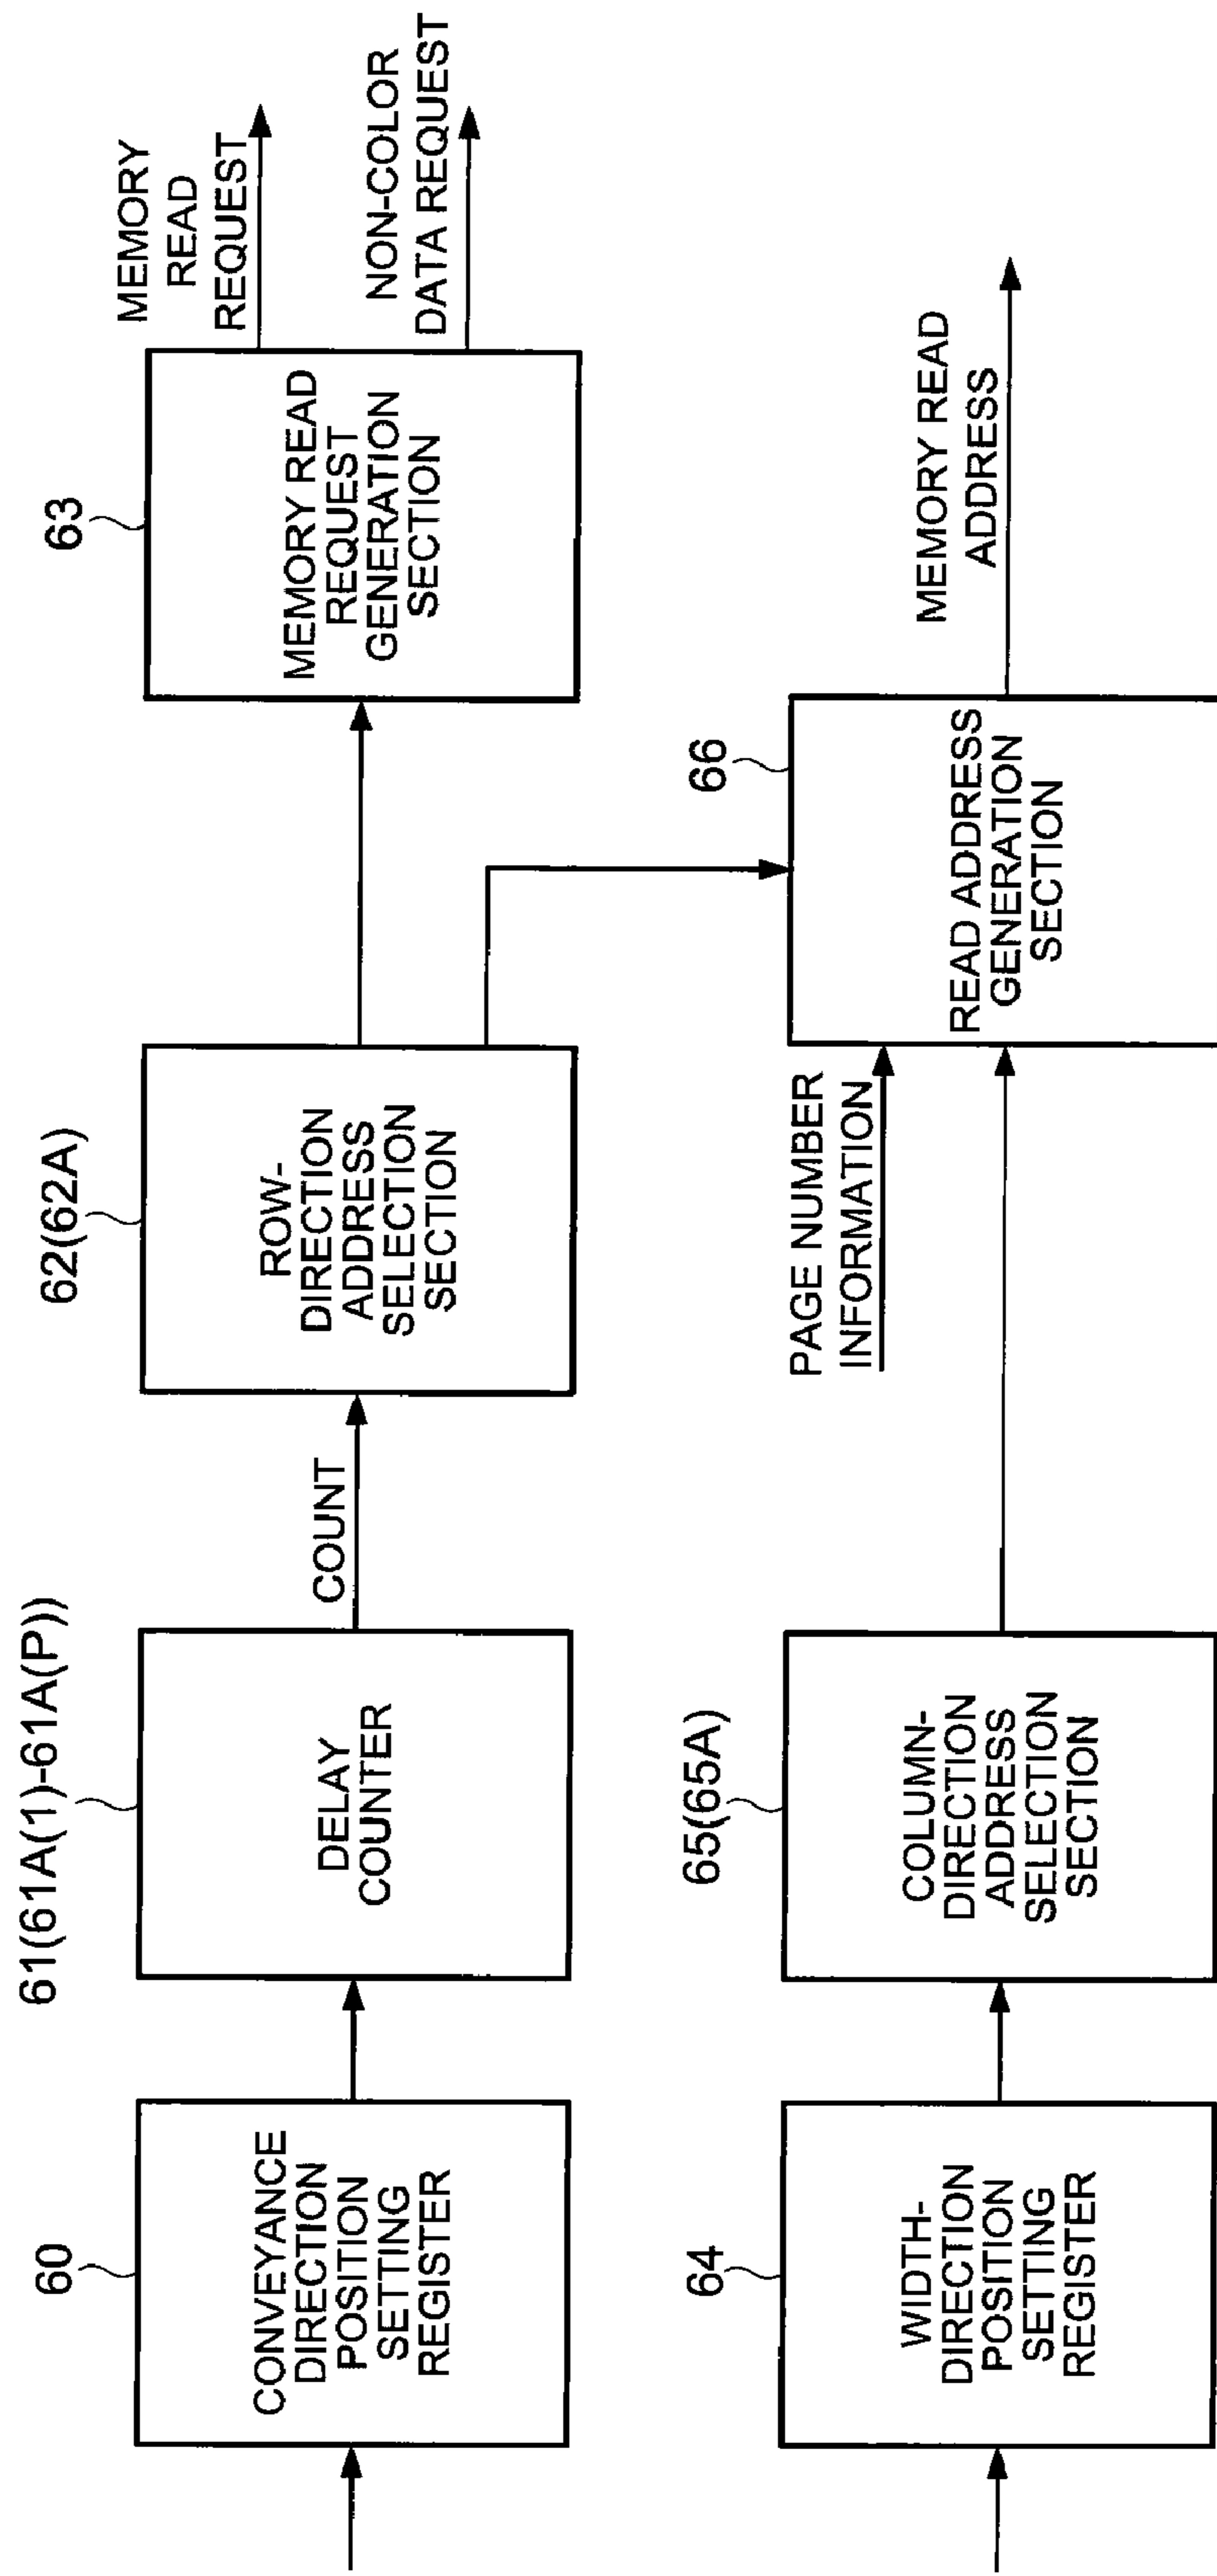 60
CONVEYANCE
DIRECTION
POSITION
SETTING
REGISTER
61(61A(1)-61A(P))
DELAY
COUNTER
COUNT
62(62A)
ROW-
DIRECTION
ADDRESS
SELECTION
SECTION
63
MEMORY READ
REQUEST
GENERATION
SECTION
MEMORY
READ
REQUEST
NON-COLOR
DATA REQUEST
64
WIDTH-
DIRECTION
POSITION
SETTING
REGISTER
65(65A)
COLUMN-
DIRECTION
ADDRESS
SELECTION
SECTION
PAGE NUMBER
INFORMATION
66
READ ADDRESS
GENERATION
SECTION
MEMORY READ
ADDRESS